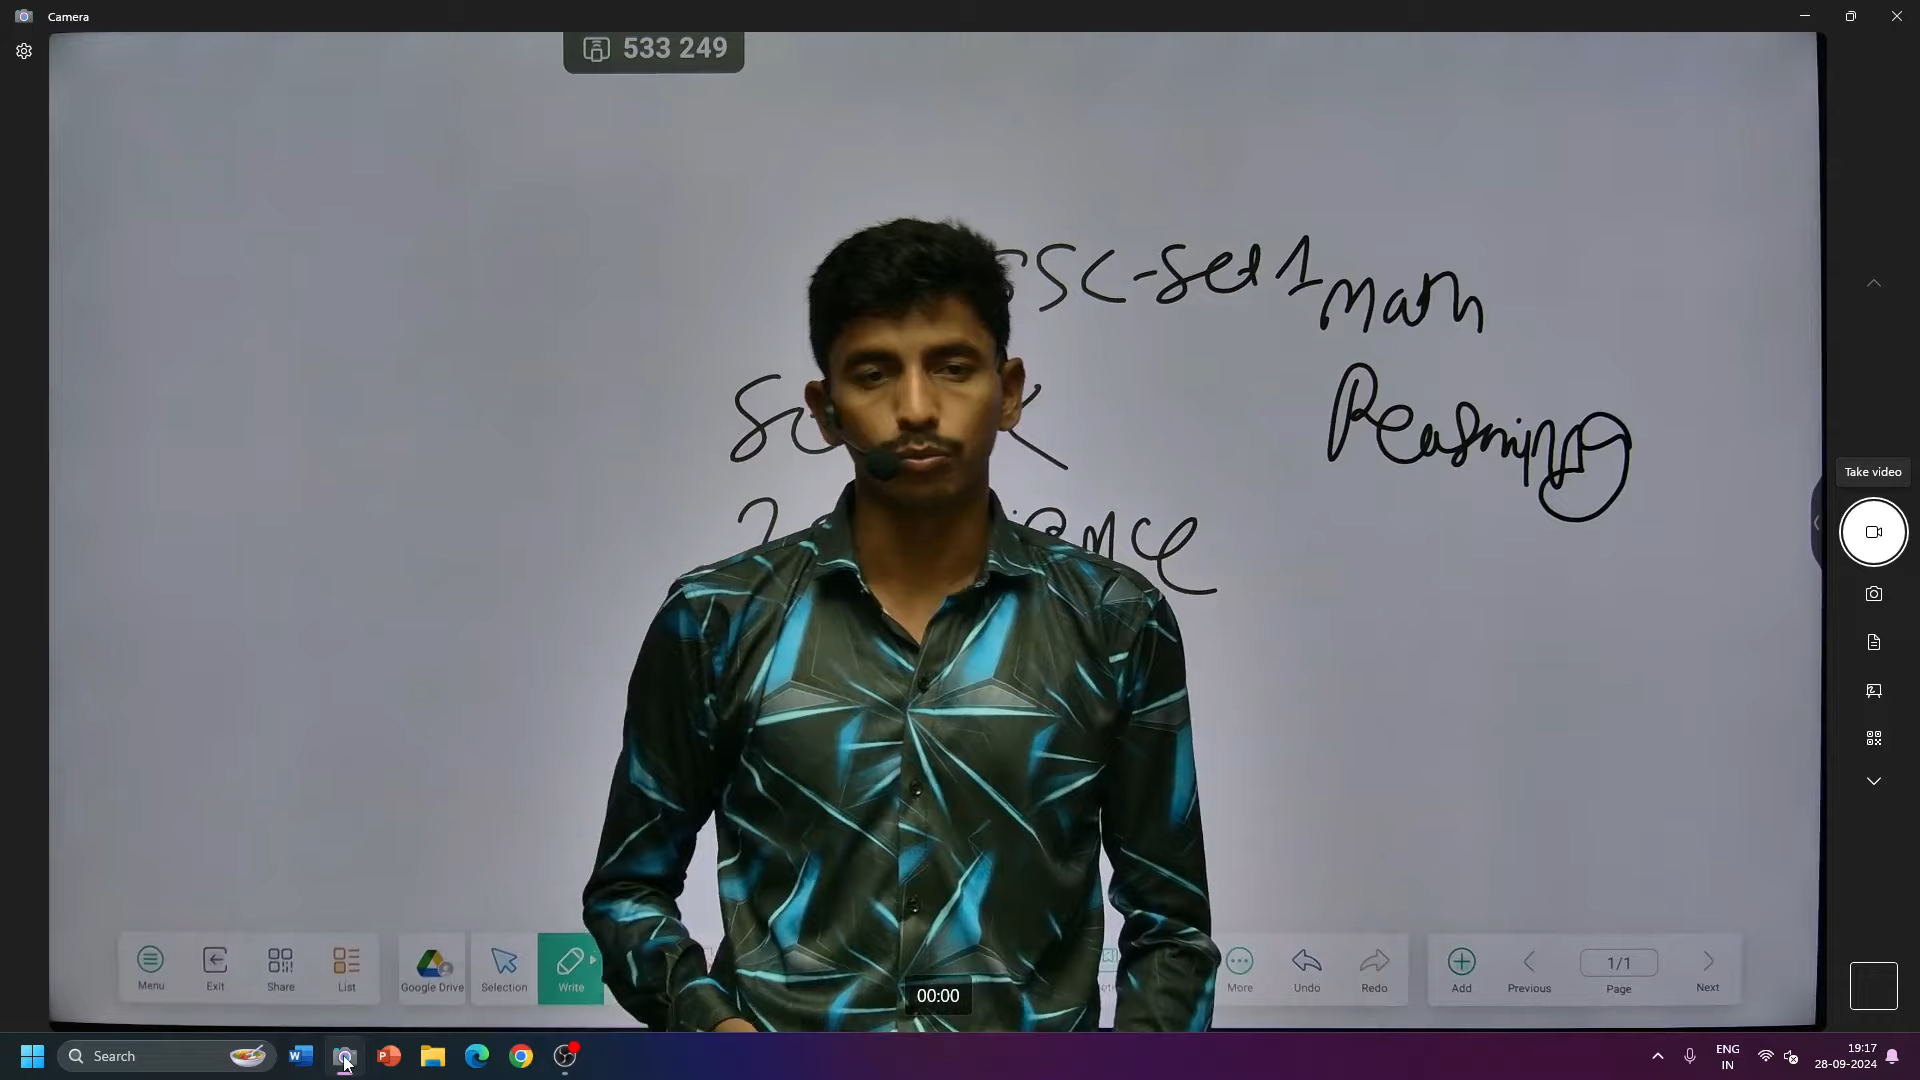 Camera
533 249
SSC-Set 1
Math
Reasoning
Take video
Menu
Exit
Share
List
Google Drive
Selection
Write
00:00
More
Undo
Redo
Add
Previous
1/1
Page
Next
Search
ENG
IN
19:17
28-09-2024